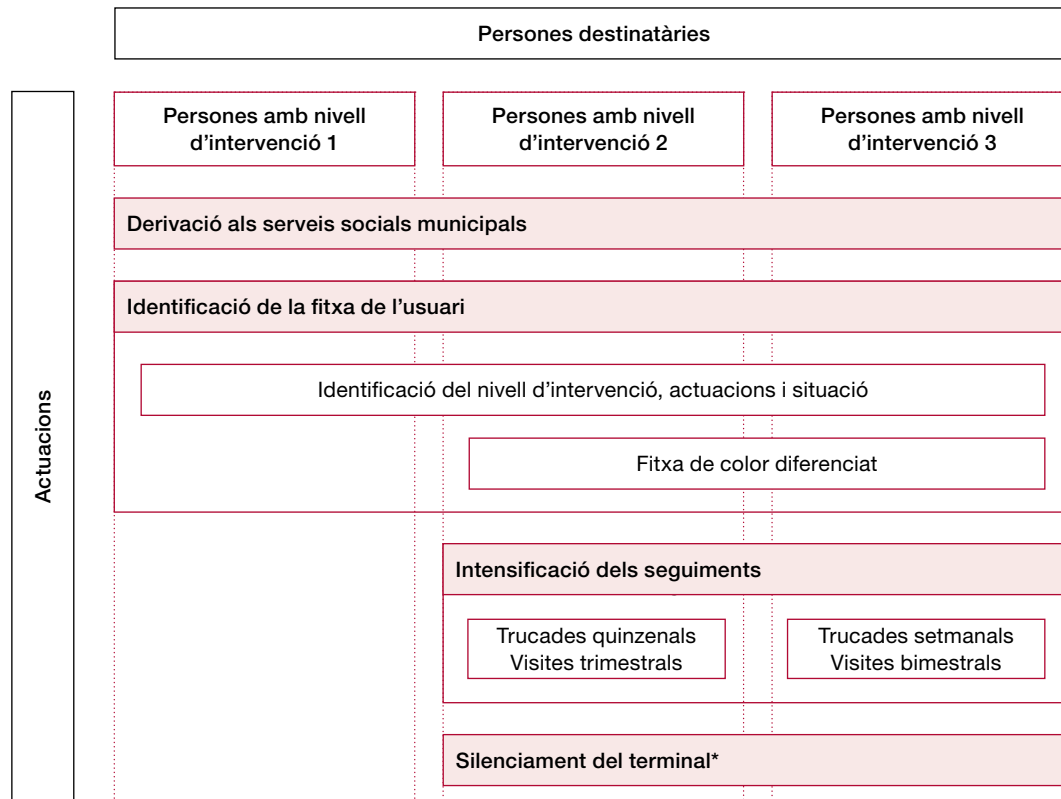 Persones destinatàries
Actuacions
Persones amb nivell
d’intervenció 1
Persones amb nivell
d’intervenció 2
Persones amb nivell
d’intervenció 3
Derivació als serveis socials municipals
Identificació de la fitxa de l’usuari
Identificació del nivell d’intervenció, actuacions i situació
Fitxa de color diferenciat
Intensificació dels seguiments
Trucades quinzenals
Visites trimestrals
Trucades setmanals
Visites bimestrals
Silenciament del terminal*